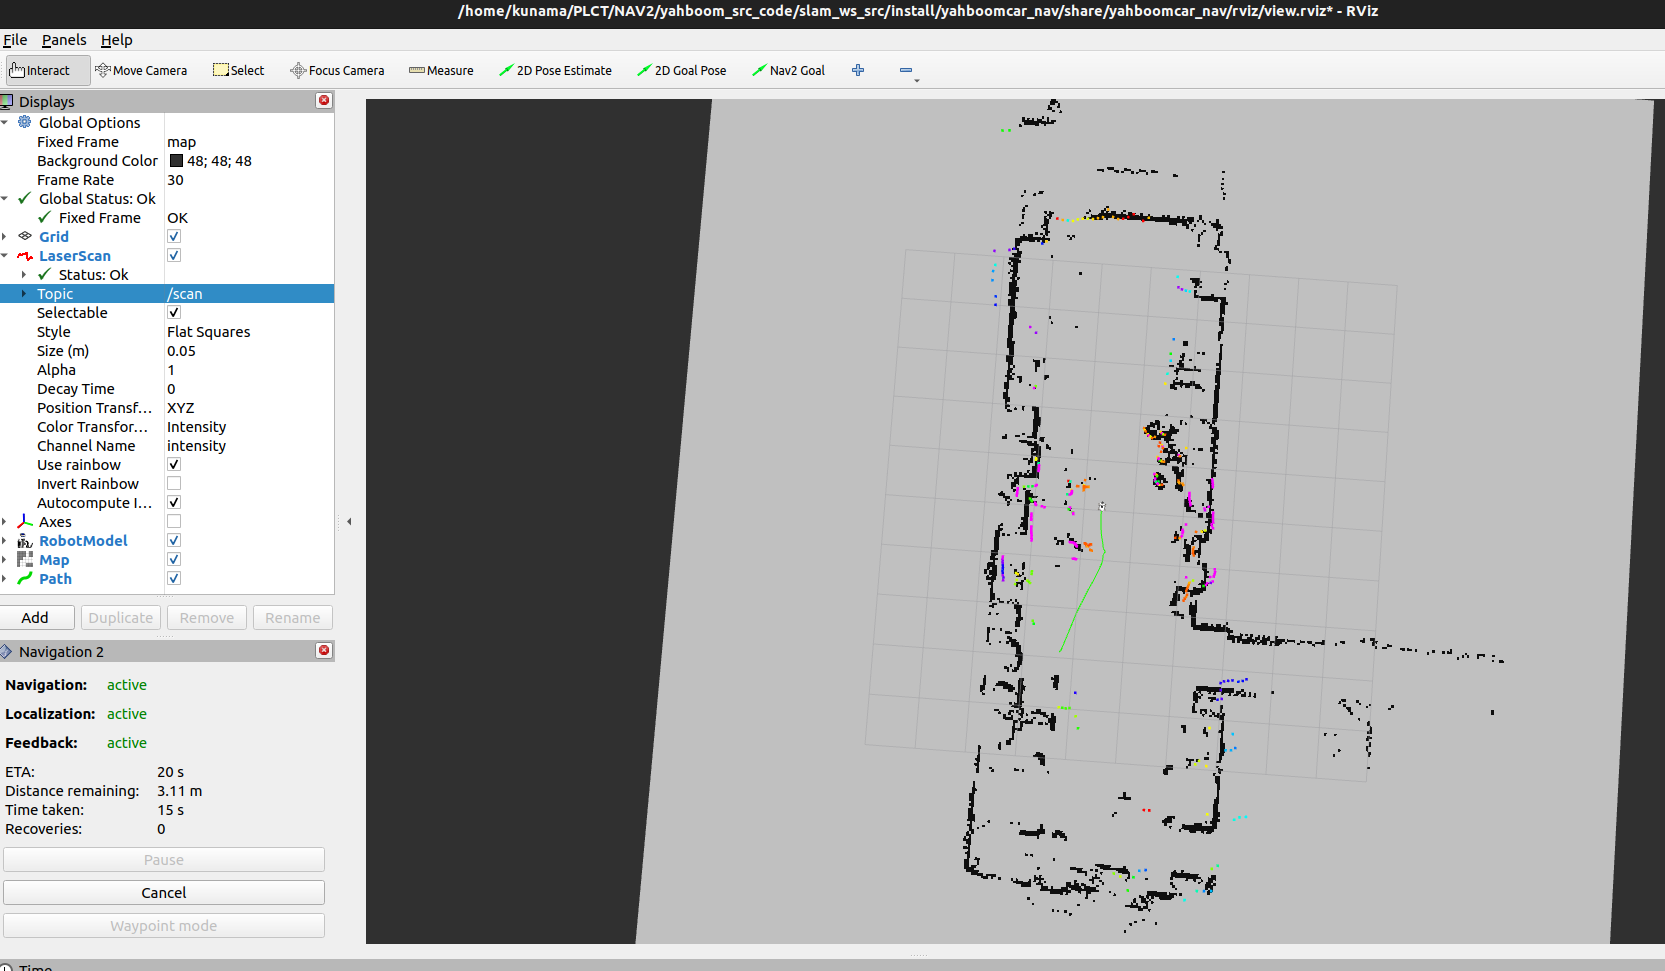 /home/kunama/PLCT/NAV2/yahboom_src_code/slam_ws_src/install/yahboomcar_nav/share/yahboomcar_nav/rviz/view.rviz* - RViz
File Panels Help
Interact Move Camera Select Focus Camera Measure 2D Pose Estimate 2D Goal Pose Nav2 Goal
Displays
Global Options
Fixed Frame map
Background Color 48; 48; 48
Frame Rate 30
Global Status: Ok
Fixed Frame OK
Grid
LaserScan
Status: Ok
Topic /scan
Selectable
Style Flat Squares
Size (m) 0.05
Alpha 1
Decay Time 0
Position Transf... XYZ
Color Transfor... Intensity
Channel Name intensity
Use rainbow
Invert Rainbow
Autocompute I...
Axes
RobotModel
Map
Path
Add Duplicate Remove Rename
Navigation 2
Navigation: active
Localization: active
Feedback: active
ETA: 20 s
Distance remaining: 3.11 m
Time taken: 15 s
Recoveries: 0
Pause
Cancel
Waypoint mode
Time